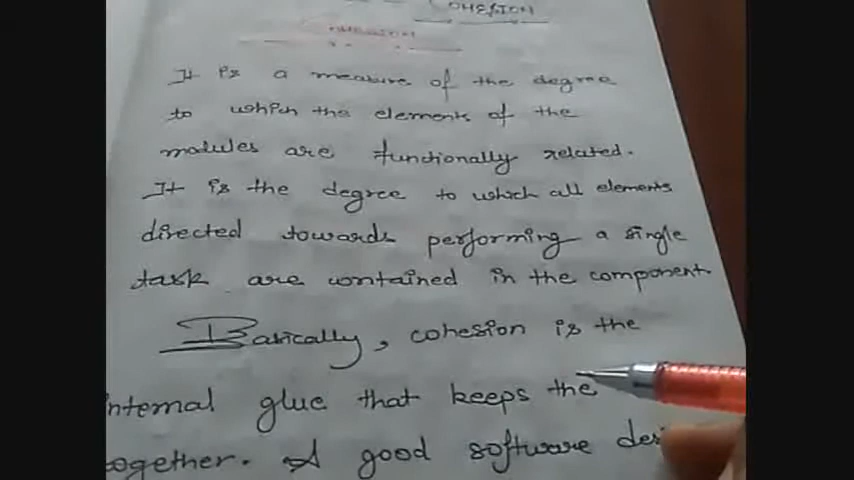 COHESION
COHESION
It is a measure of the degree
to which the elements of the
modules are functionally related.
It is the degree to which all elements
directed towards performing a single
task are contained in the component.
Basically, cohesion is the
internal glue that keeps the
together. A good software